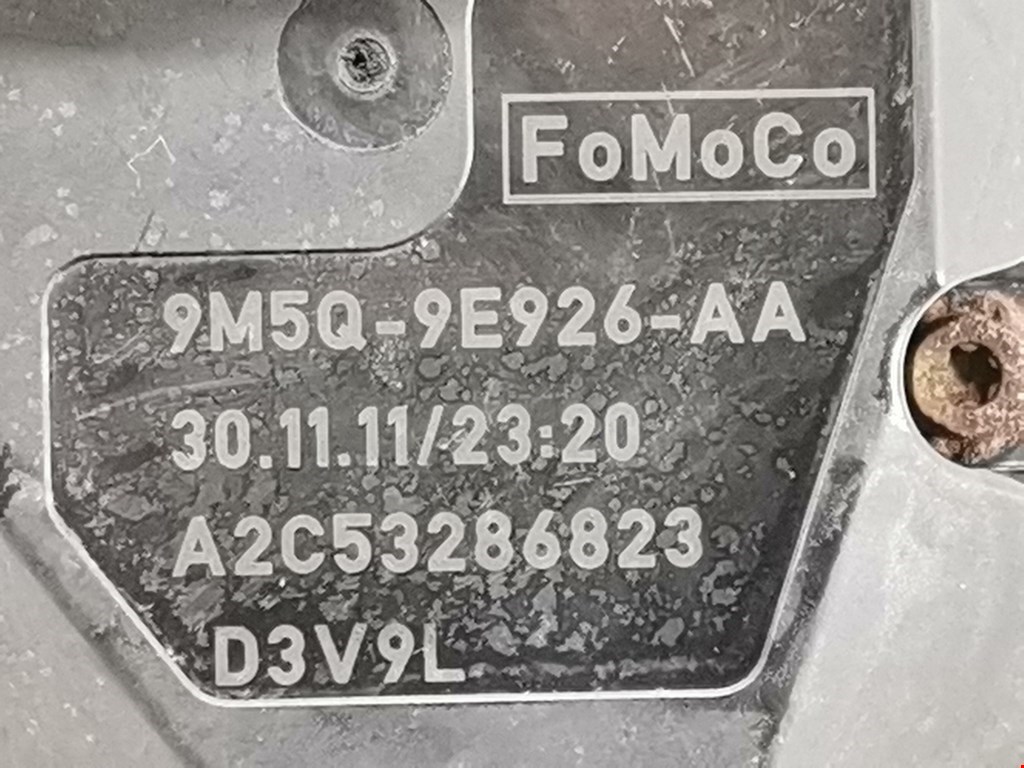 FoMoCo
9M5Q-9E926-AA
30.11.11/23:20
A2C53286823
D3V9L